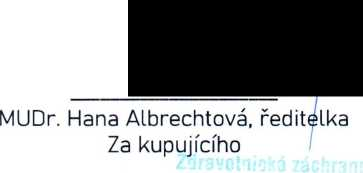 MUDr. Hana Albrechtová, ředitelka
Za kupujícího
Zdravotnická záchran